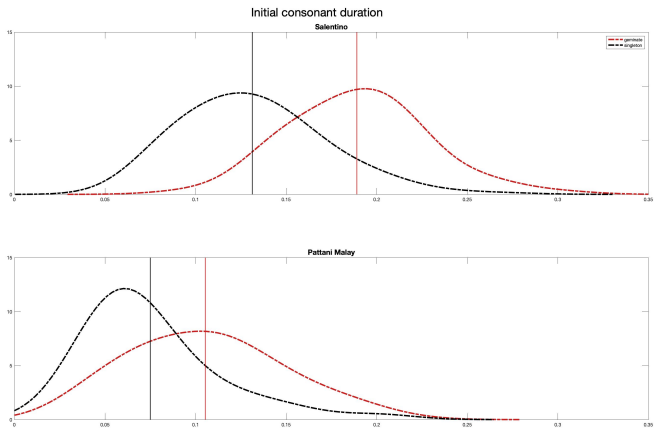 Initial consonant duration
Salentino
geminate
singleton
15
10
5
0
0 0.05 0.1 0.15 0.2 0.25 0.3 0.35
Pattani Malay
15
10
5
0
0 0.05 0.1 0.15 0.2 0.25 0.3 0.35